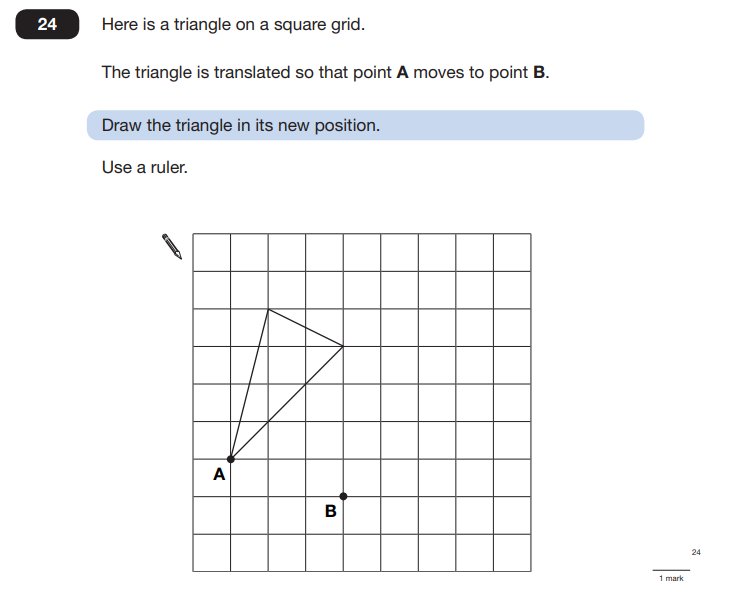 24
Here is a triangle on a square grid.
The triangle is translated so that point A moves to point B.
Draw the triangle in its new position.
Use a ruler.
A
B
24
1 mark